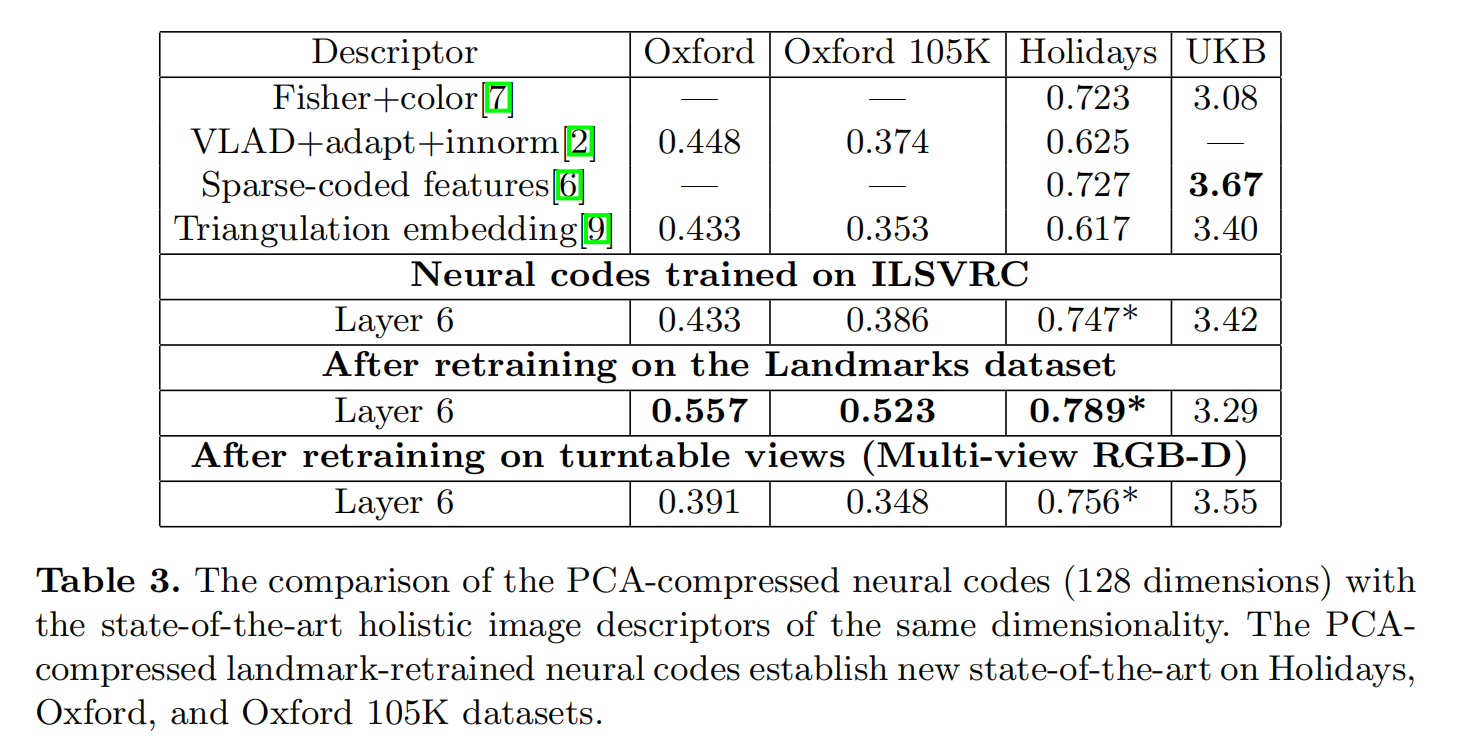 Descriptor Oxford Oxford 105K Holidays UKB
Fisher+color[7] — — 0.723 3.08
VLAD+adapt+innorm[2] 0.448 0.374 0.625 —
Sparse-coded features[6] — — 0.727 3.67
Triangulation embedding[9] 0.433 0.353 0.617 3.40
Neural codes trained on ILSVRC
Layer 6 0.433 0.386 0.747* 3.42
After retraining on the Landmarks dataset
Layer 6 0.557 0.523 0.789* 3.29
After retraining on turntable views (Multi-view RGB-D)
Layer 6 0.391 0.348 0.756* 3.55
Table 3. The comparison of the PCA-compressed neural codes (128 dimensions) with
the state-of-the-art holistic image descriptors of the same dimensionality. The PCA-
compressed landmark-retrained neural codes establish new state-of-the-art on Holidays,
Oxford, and Oxford 105K datasets.